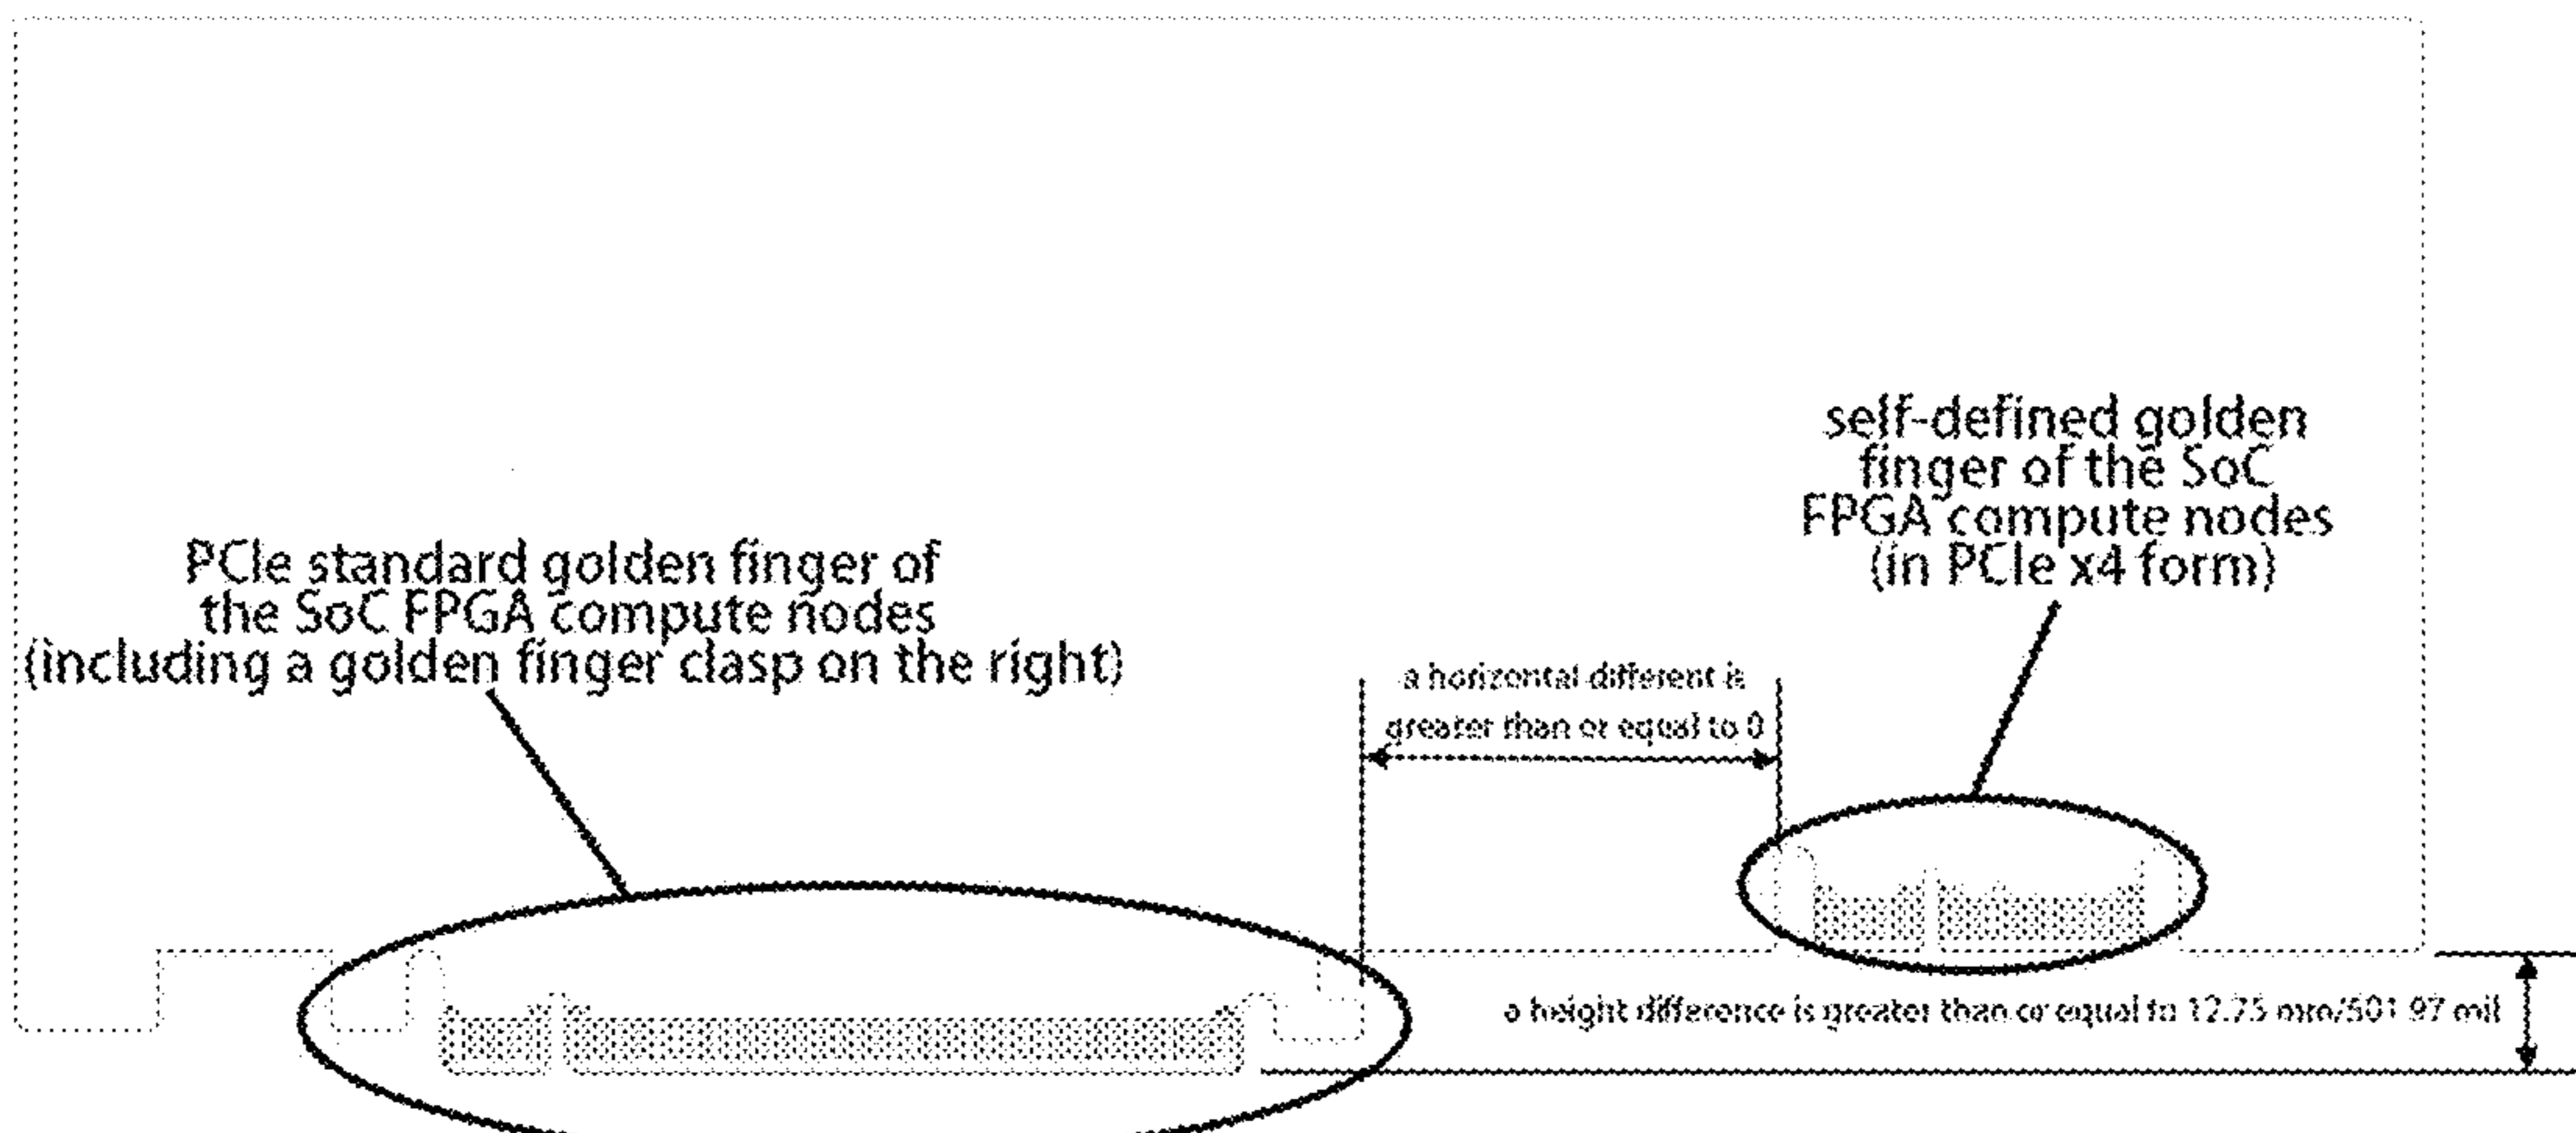 self-defined golden
finger of the SoC
FPGA compute nodes
(in PCIe x4 form)
PCIe standard golden finger of
the SoC FPGA compute nodes
(including a golden finger clasp on the right)
a horizontal different is
greater than or equal to 0
a height difference is greater than or equal to 12.75 mm/501.97 mil